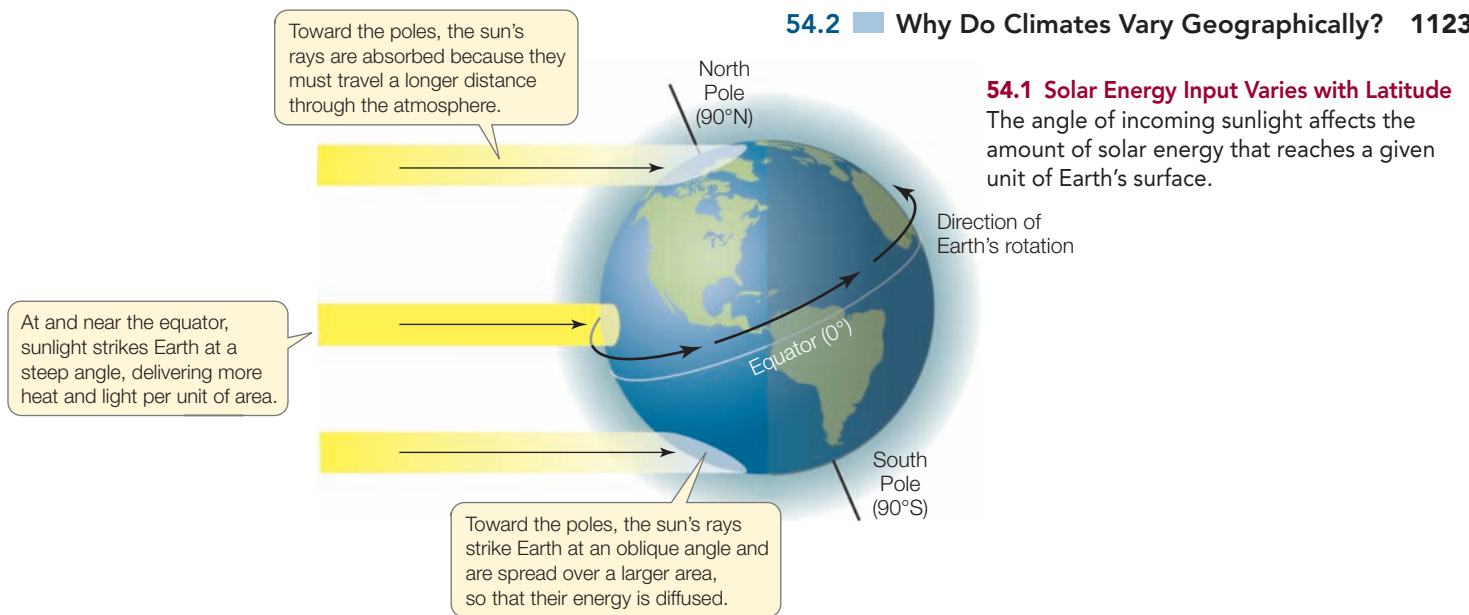 54.2 Why Do Climates Vary Geographically? 1123
Toward the poles, the sun's
rays are absorbed because they
must travel a longer distance
through the atmosphere.
North
Pole
(90°N)
54.1 Solar Energy Input Varies with Latitude
The angle of incoming sunlight affects the
amount of solar energy that reaches a given
unit of Earth's surface.
Direction of
Earth's rotation
At and near the equator,
sunlight strikes Earth at a
steep angle, delivering more
heat and light per unit of area.
Equator (0°)
South
Pole
(90°S)
Toward the poles, the sun's rays
strike Earth at an oblique angle and
are spread over a larger area,
so that their energy is diffused.